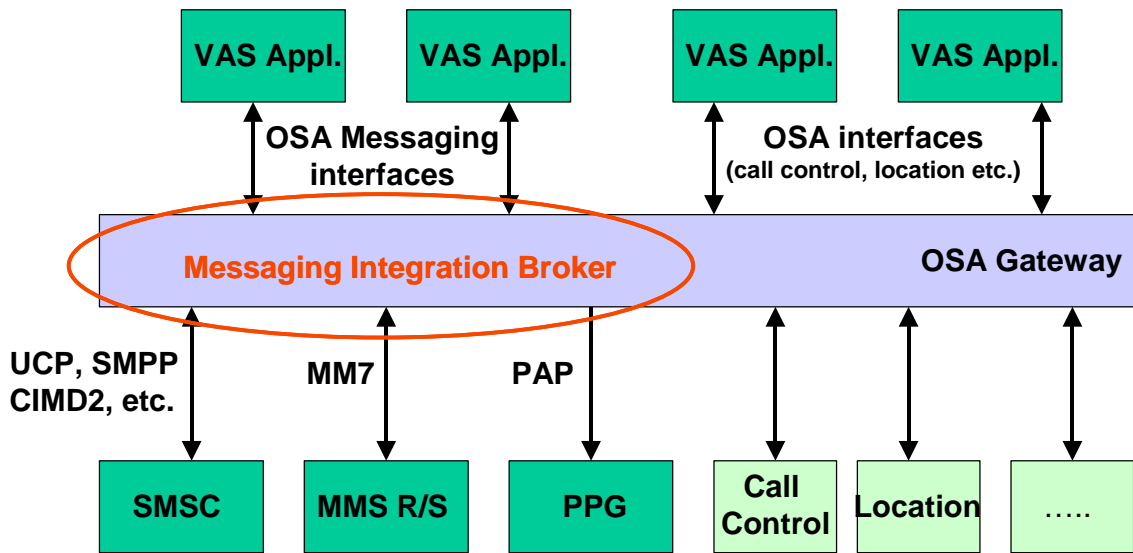 VAS Appl.
VAS Appl.
VAS Appl.
VAS Appl.
OSA Messaging
interfaces
OSA interfaces
(call control, location etc.)
Messaging Integration Broker
OSA Gateway
UCP, SMPP
CIMD2, etc.
MM7
PAP
SMSC
MMS R/S
PPG
Call
Control
Location
.....